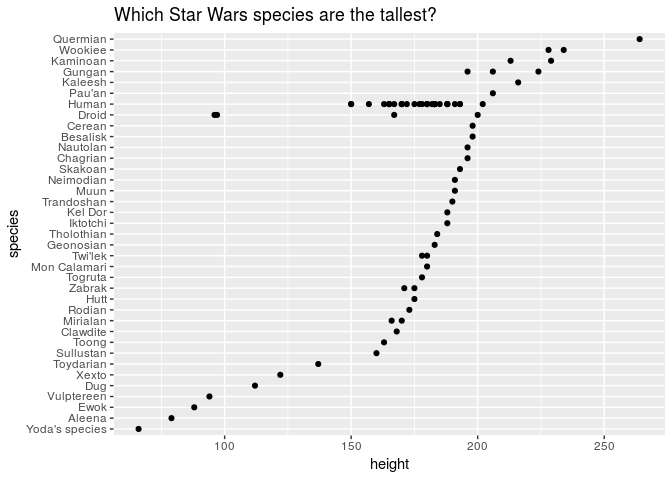 Which Star Wars species are the tallest?
Quermian
Wookiee
Kaminoan
Gungan
Kaleesh
Pau'an
Human
Droid
Cerean
Besalisk
Nautolan
Chagrian
Skakoan
Neimodian
Muun
Trandoshan
Kel Dor
Iktotchi
Tholothian
Geonosian
Twi'lek
Mon Calamari
Togruta
Zabrak
Hutt
Rodian
Mirialan
Clawdite
Toong
Sullustan
Toydarian
Xexto
Dug
Vulptereen
Ewok
Aleena
Yoda's species
species
100 150 200 250
height